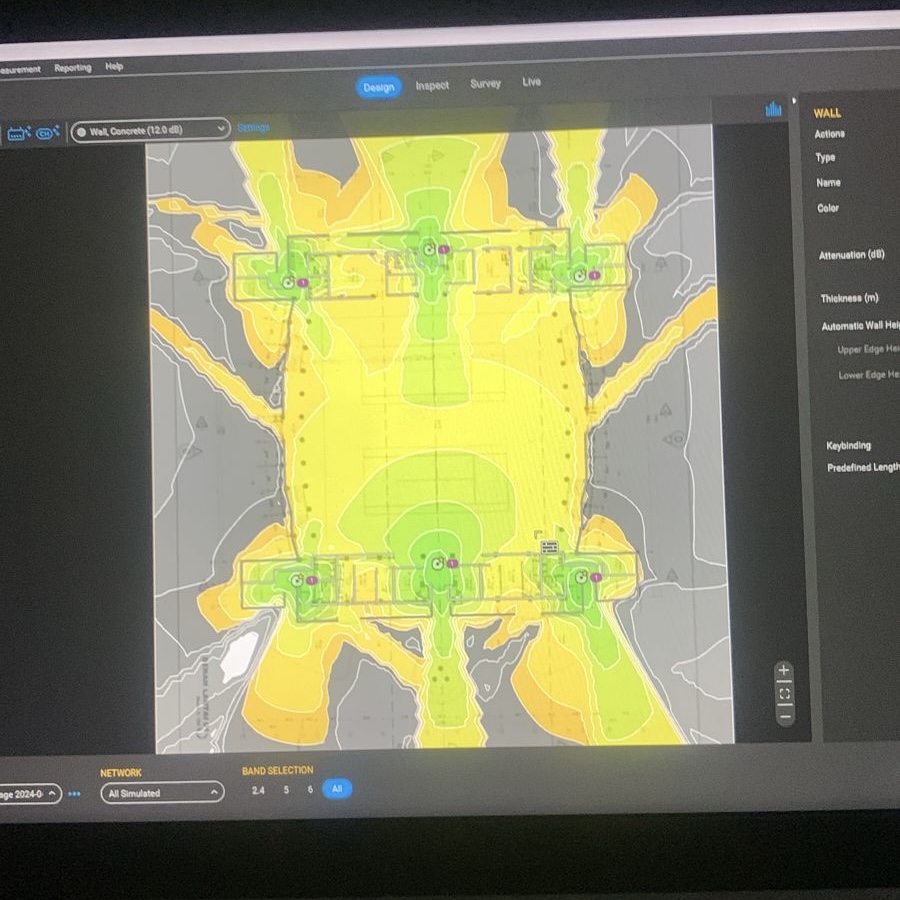 asurement Reporting Help
Design Inspect Survey Live
Wall, Concrete (12.0 dB) Settings
WALL
Actions
Type
Name
Color
Attenuation (dB)
Thickness (m)
Automatic Wall Hei
Upper Edge He
Lower Edge He
Keybinding
Predefined Length
NETWORK BAND SELECTION
age 2024-0 All Simulated 2.4 5 6 All